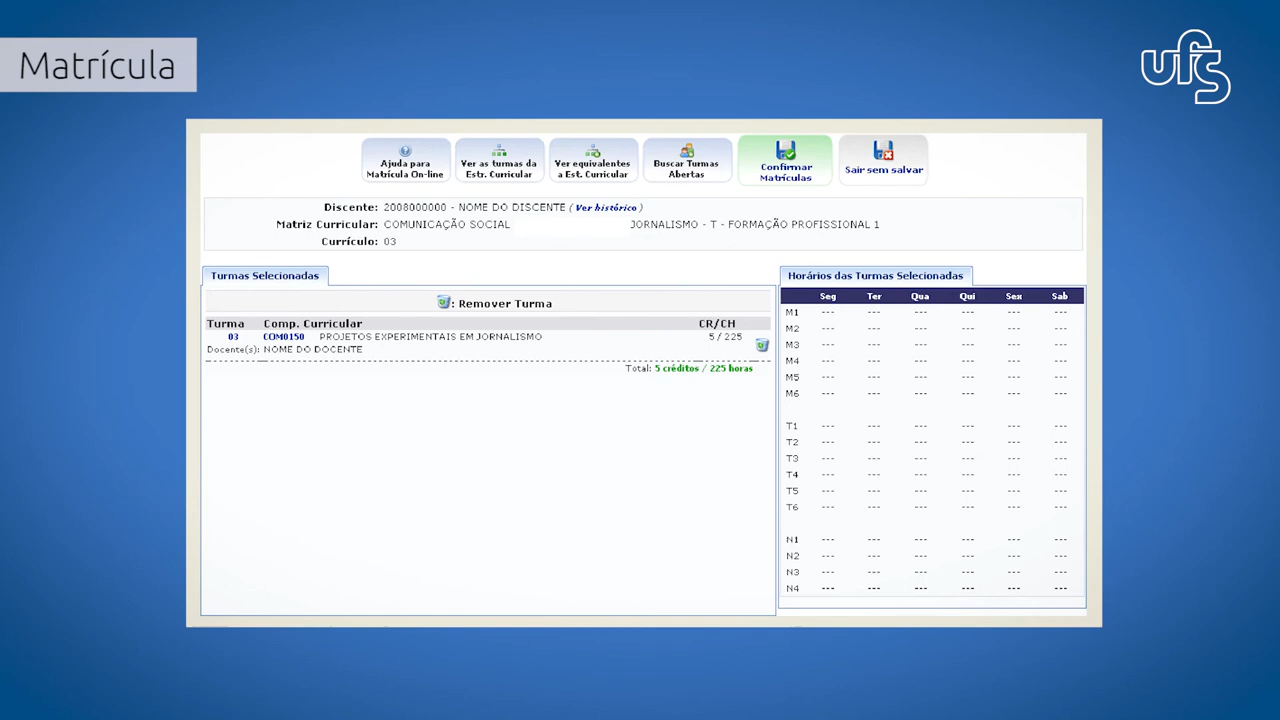 Matrícula
ufs
Ajuda para
Matrícula On-line
Ver as turmas da
Estr. Curricular
Ver equivalentes
a Est. Curricular
Buscar Turmas
Abertas
Confirmar
Matrículas
Sair sem salvar
Discente: 2008000000 - NOME DO DISCENTE ( Ver histórico )
Matriz Curricular: COMUNICAÇÃO SOCIAL JORNALISMO - T - FORMAÇÃO PROFISSIONAL 1
Currículo: 03
Turmas Selecionadas
: Remover Turma
Turma Comp. Curricular CR/CH
03 COM0150 PROJETOS EXPERIMENTAIS EM JORNALISMO 5 / 225
Docente(s): NOME DO DOCENTE
Total: 5 créditos / 225 horas
Horários das Turmas Selecionadas
Seg Ter Qua Qui Sex Sab
M1 --- --- --- --- --- ---
M2 --- --- --- --- --- ---
M3 --- --- --- --- --- ---
M4 --- --- --- --- --- ---
M5 --- --- --- --- --- ---
M6 --- --- --- --- --- ---
T1 --- --- --- --- --- ---
T2 --- --- --- --- --- ---
T3 --- --- --- --- --- ---
T4 --- --- --- --- --- ---
T5 --- --- --- --- --- ---
T6 --- --- --- --- --- ---
N1 --- --- --- --- --- ---
N2 --- --- --- --- --- ---
N3 --- --- --- --- --- ---
N4 --- --- --- --- --- ---